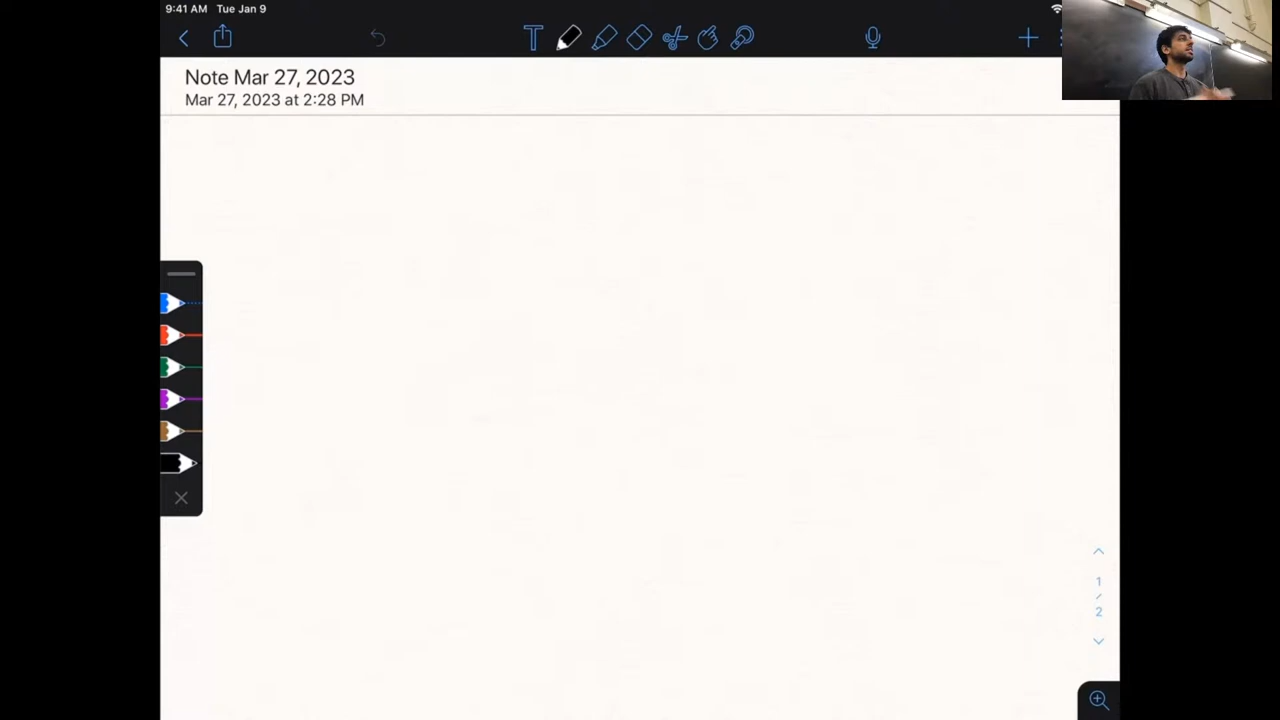 9:41 AM Tue Jan 9
T
Note Mar 27, 2023
Mar 27, 2023 at 2:28 PM
1
/
2